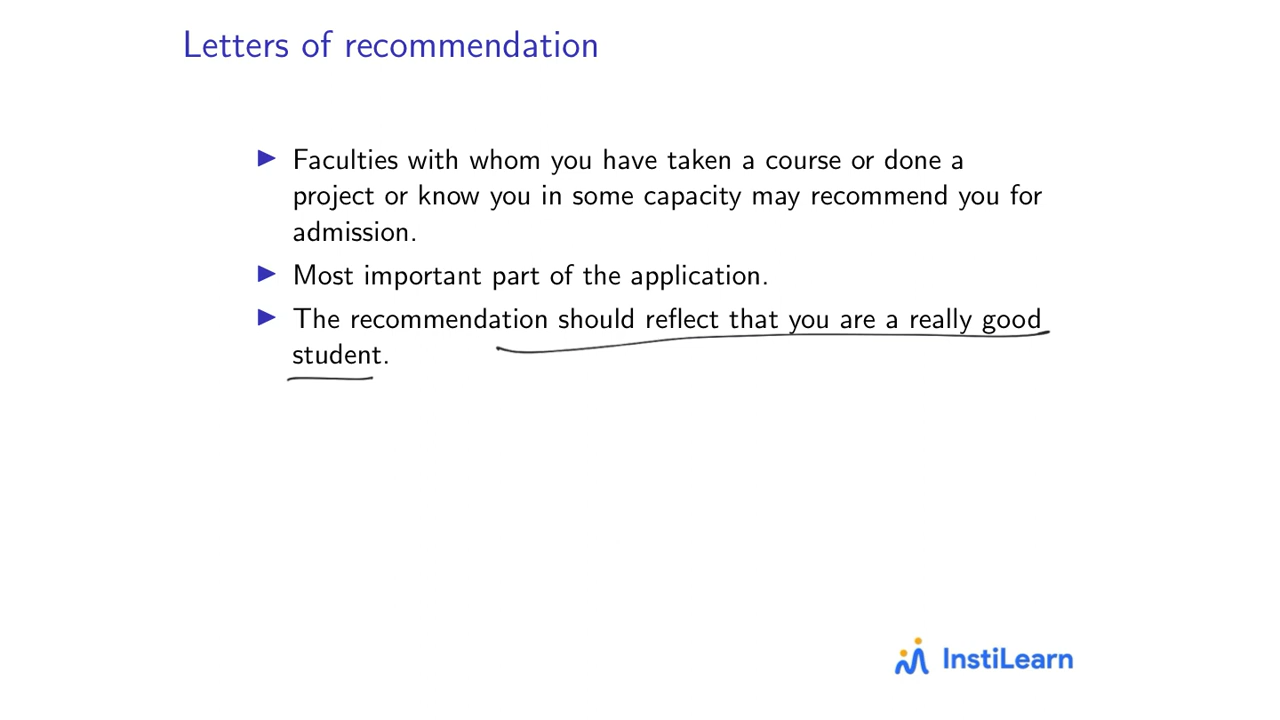 Letters of recommendation
▶ Faculties with whom you have taken a course or done a
project or know you in some capacity may recommend you for
admission.
▶ Most important part of the application.
▶ The recommendation should reflect that you are a really good
student.
InstiLearn